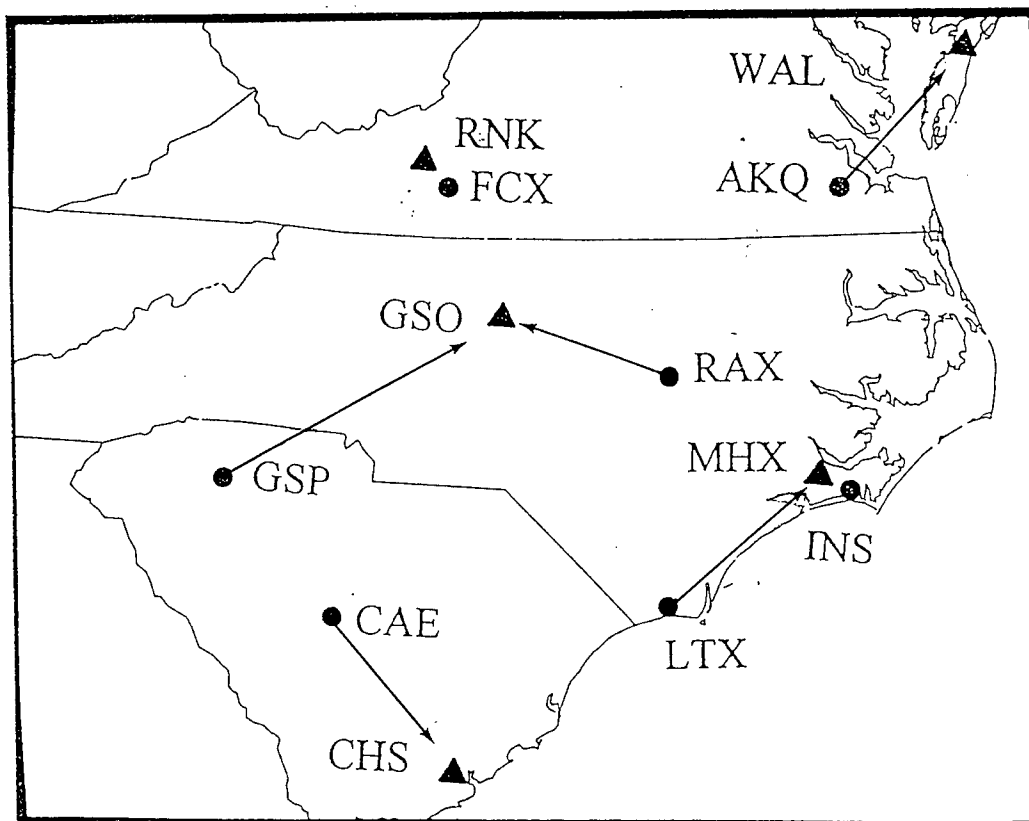 WAL
RNK
FCX
AKQ
GSO
RAX
MHX
GSP
INS
CAE
LTX
CHS